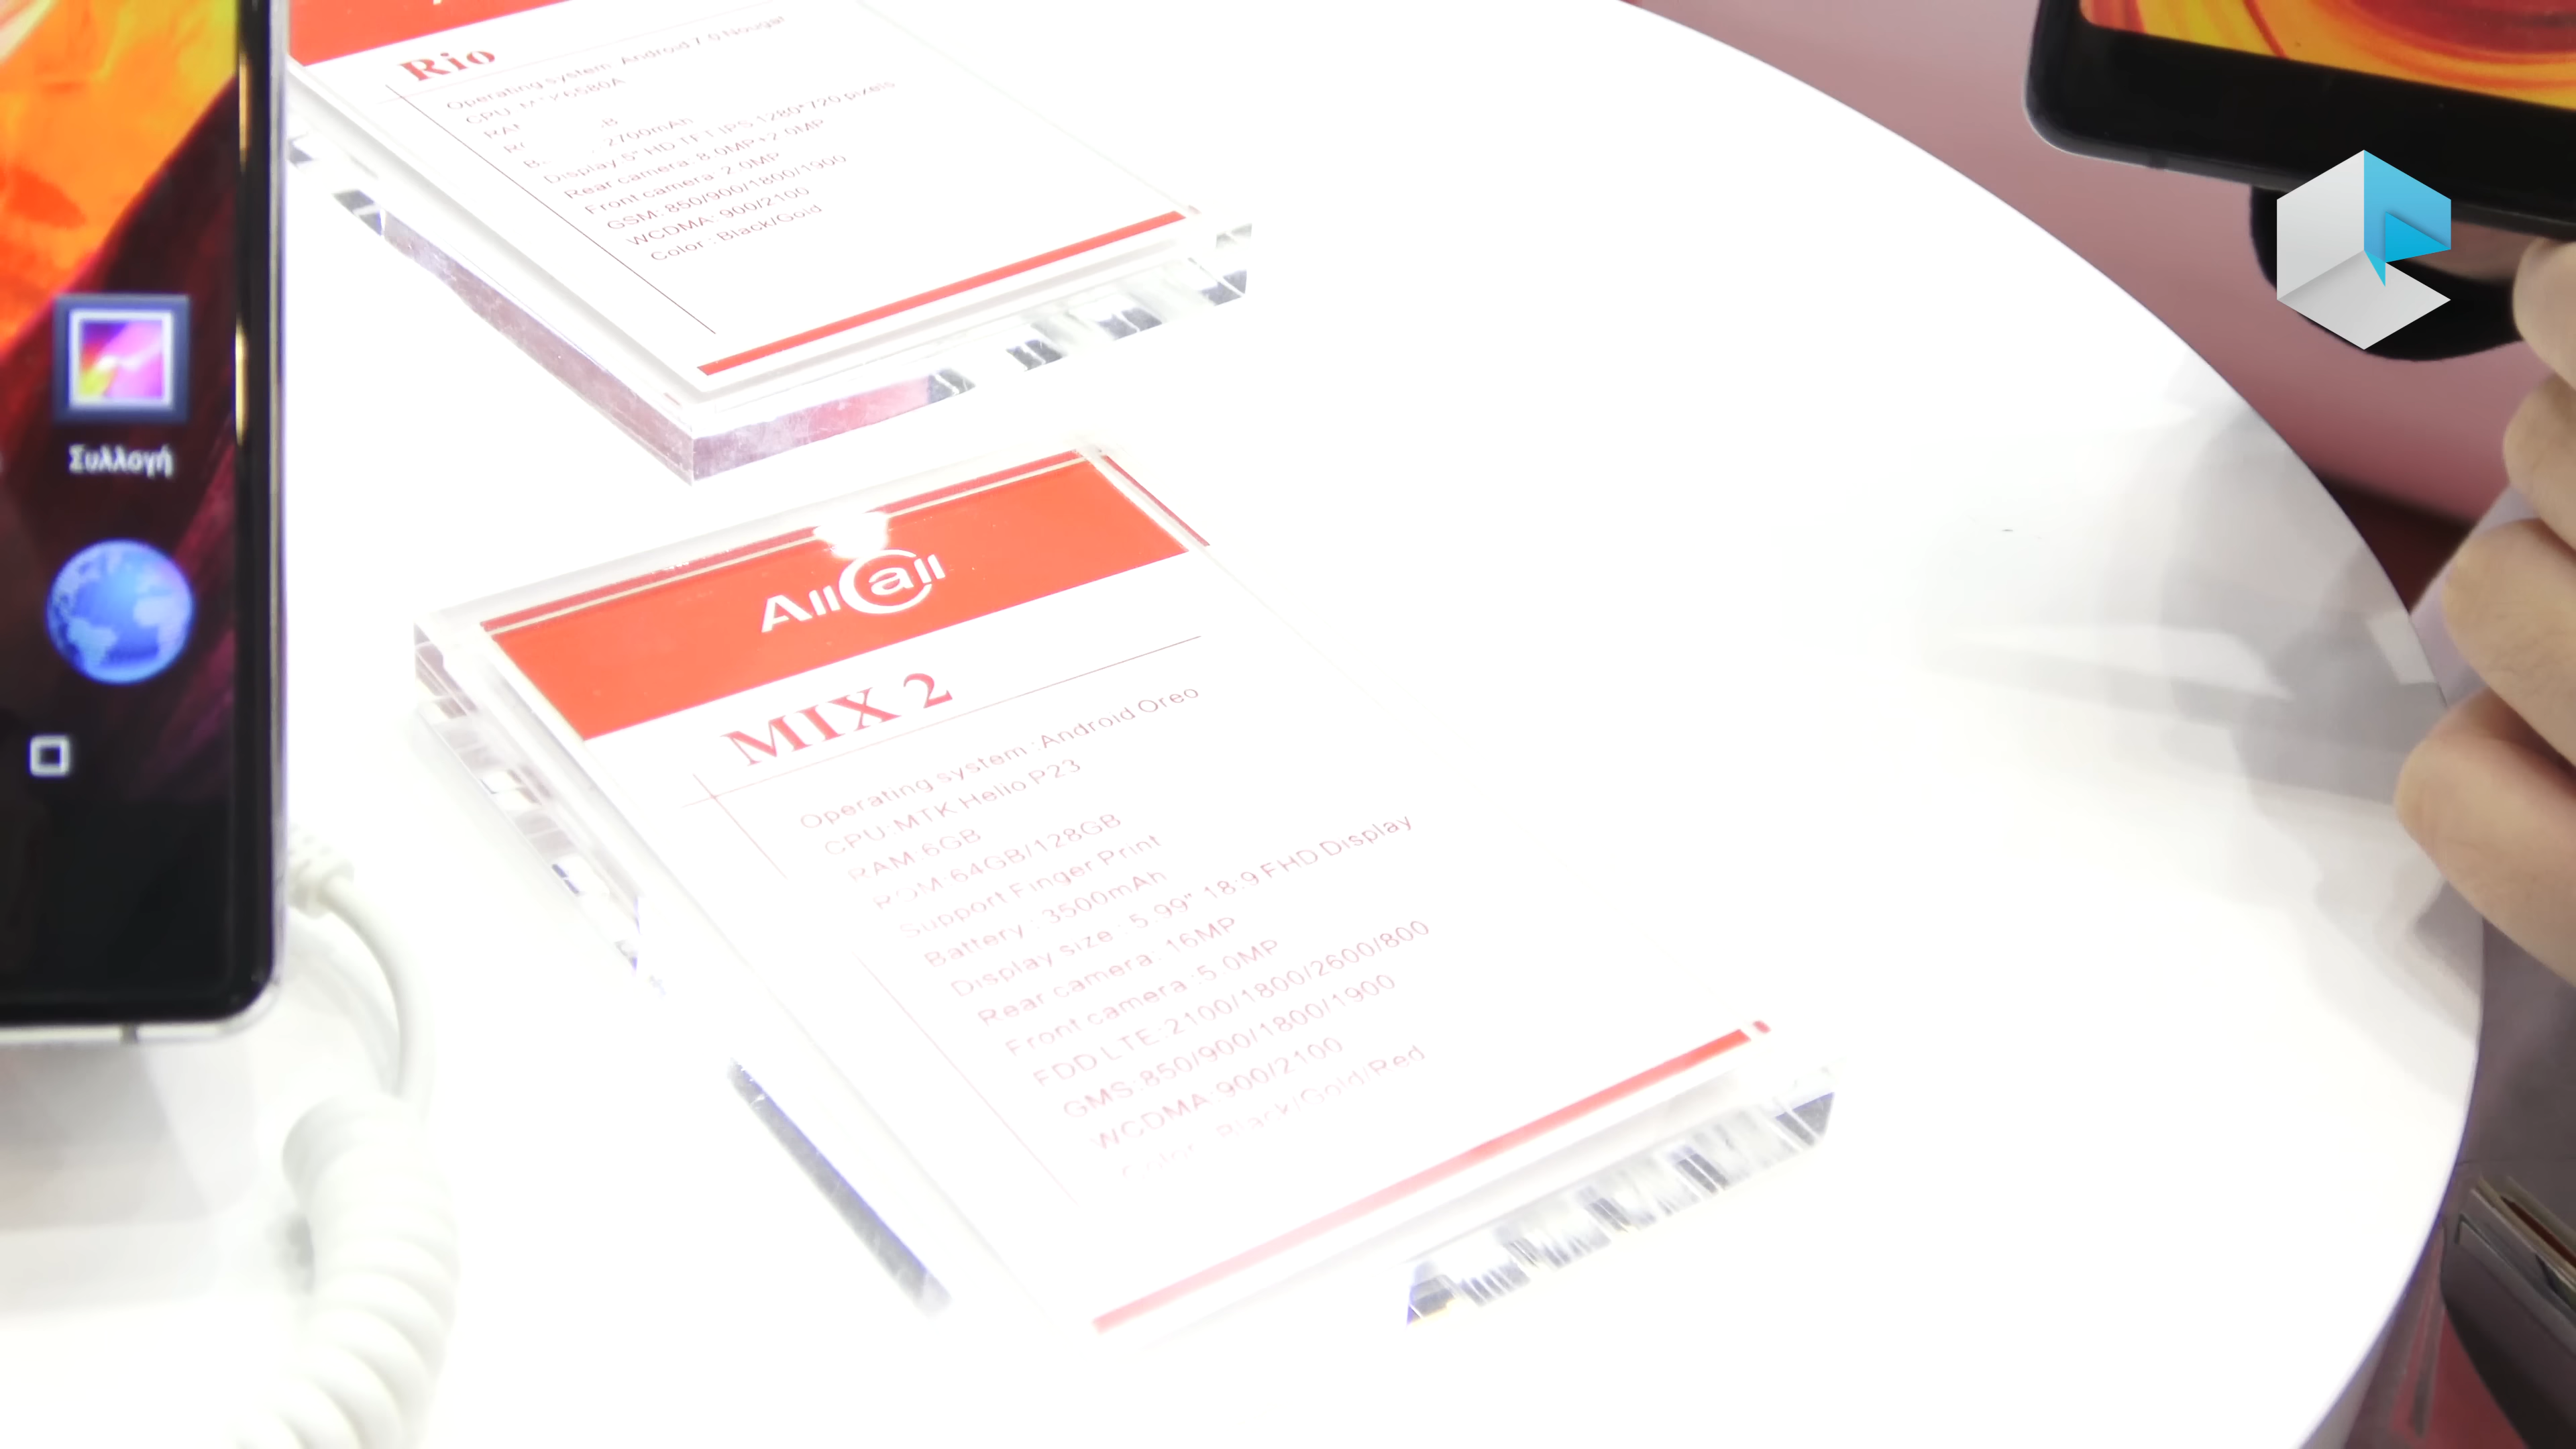 Rio
Operating system Android 7.0 Nougat
CPU
2700mAh
Display 5" HD TFT IPS 1280*720 pixels
Rear camera: 8.0MP+2.0MP
Front camera 2.0MP
GSM: 850/900/1800/1900
WCDMA: 900/2100
Color : Black/Gold
Συλλογή
AllCall
MIX 2
Operating system :Android Oreo
CPU:MTK Helio P23
RAM:6GB
ROM:64GB/128GB
Support Finger Print
Battery : 3500mAh
Display size : 5.99" 18:9 FHD Display
Rear camera: 16MP
Front camera :5.0MP
FDD LTE:2100/1800/2600/800
GMS:850/900/1800/1900
WCDMA:900/2100
Color Black/Gold/Red